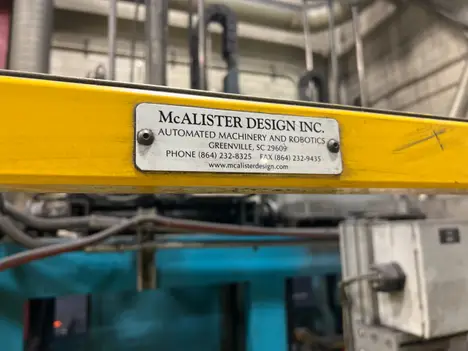 McALISTER DESIGN INC.
AUTOMATED MACHINERY AND ROBOTICS
GREENVILLE, SC 29609
PHONE (864) 232-8325 FAX (864) 232-9435
www.mcalisterdesign.com